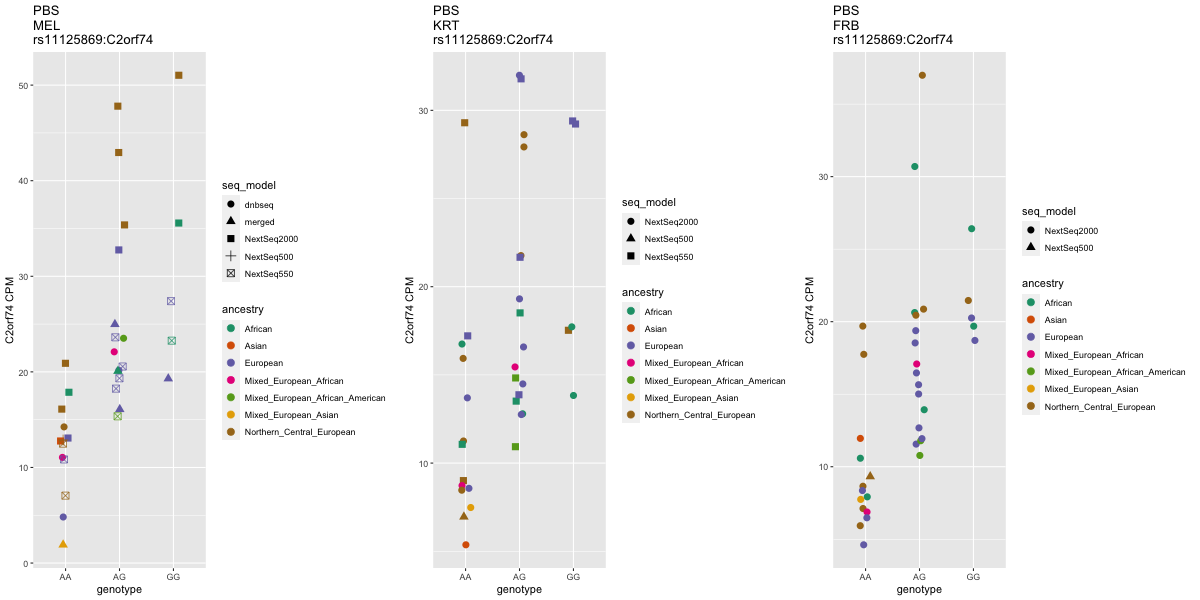 PBS
MEL
rs11125869:C2orf74
C2orf74 CPM
50
40
30
20
10
0
AA
AG
GG
genotype
seq_model
dnbseq
merged
NextSeq2000
NextSeq500
NextSeq550
ancestry
African
Asian
European
Mixed_European_African
Mixed_European_African_American
Mixed_European_Asian
Northern_Central_European
PBS
KRT
rs11125869:C2orf74
C2orf74 CPM
30
20
10
AA
AG
GG
genotype
seq_model
NextSeq2000
NextSeq500
NextSeq550
ancestry
African
Asian
European
Mixed_European_African
Mixed_European_African_American
Mixed_European_Asian
Northern_Central_European
PBS
FRB
rs11125869:C2orf74
C2orf74 CPM
30
20
10
AA
AG
GG
genotype
seq_model
NextSeq2000
NextSeq500
ancestry
African
Asian
European
Mixed_European_African
Mixed_European_African_American
Mixed_European_Asian
Northern_Central_European